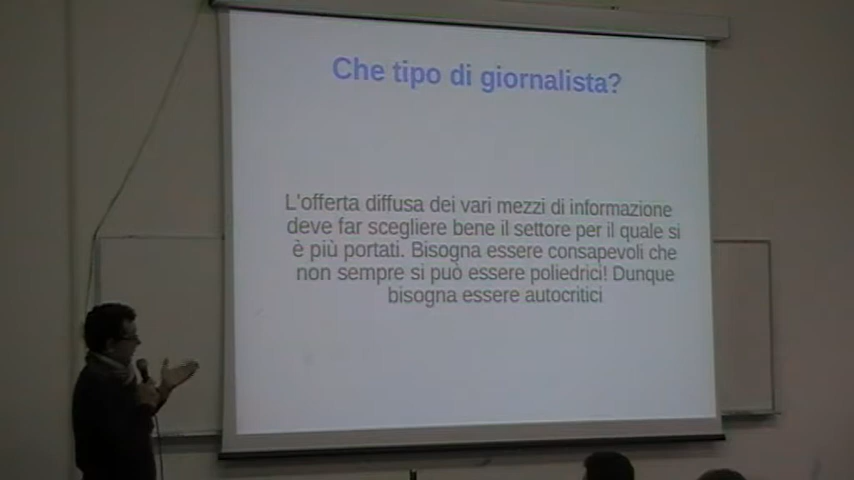 Che tipo di giornalista?
L'offerta diffusa dei vari mezzi di informazione
deve far scegliere bene il settore per il quale si
è più portati. Bisogna essere consapevoli che
non sempre si può essere poliedrici! Dunque
bisogna essere autocritici